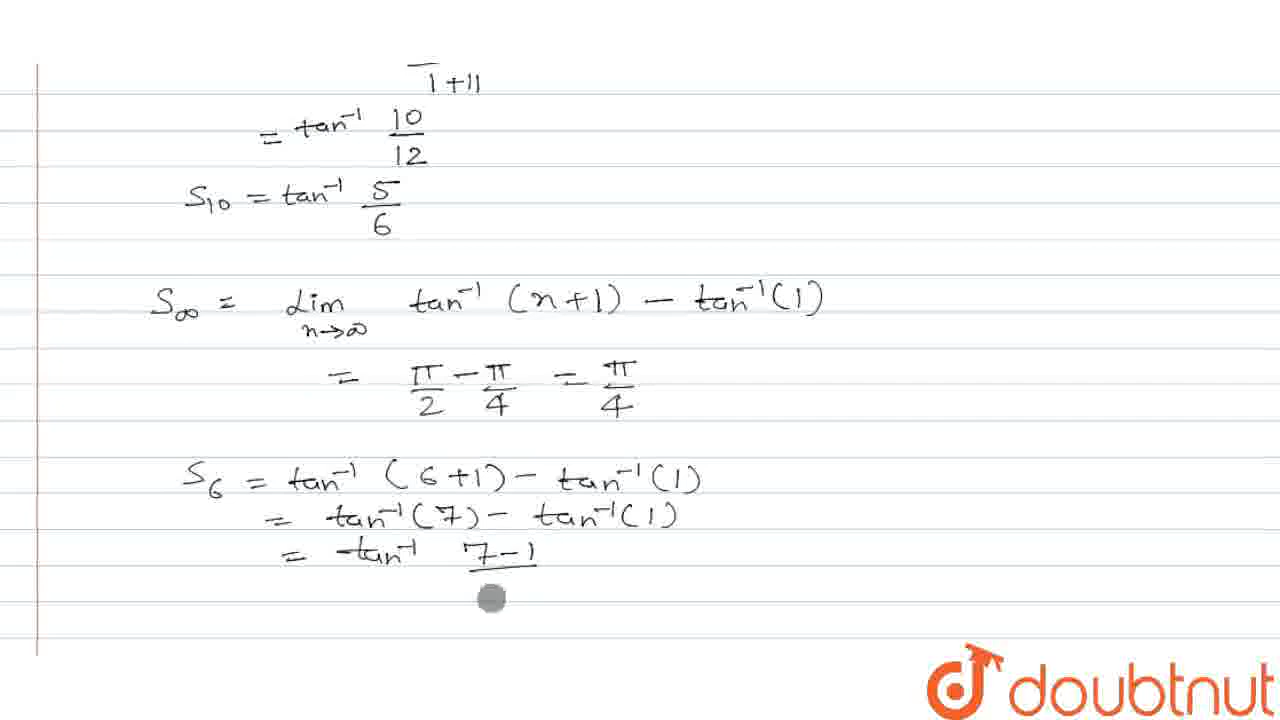 1+11
= tan⁻¹ 10/12
S₁₀ = tan⁻¹ 5/6
S∞ = Lim n→∞ tan⁻¹ (n+1) − tan⁻¹(1)
= π/2 − π/4 = π/4
S₆ = tan⁻¹ (6+1) − tan⁻¹(1)
= tan⁻¹(7) − tan⁻¹(1)
= tan⁻¹ 7−1
doubtnut